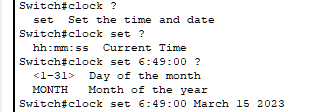 Switch#clock ?
  set  Set the time and date
Switch#clock set ?
  hh:mm:ss  Current Time
Switch#clock set 6:49:00 ?
  <1-31>  Day of the month
  MONTH   Month of the year
Switch#clock set 6:49:00 March 15 2023